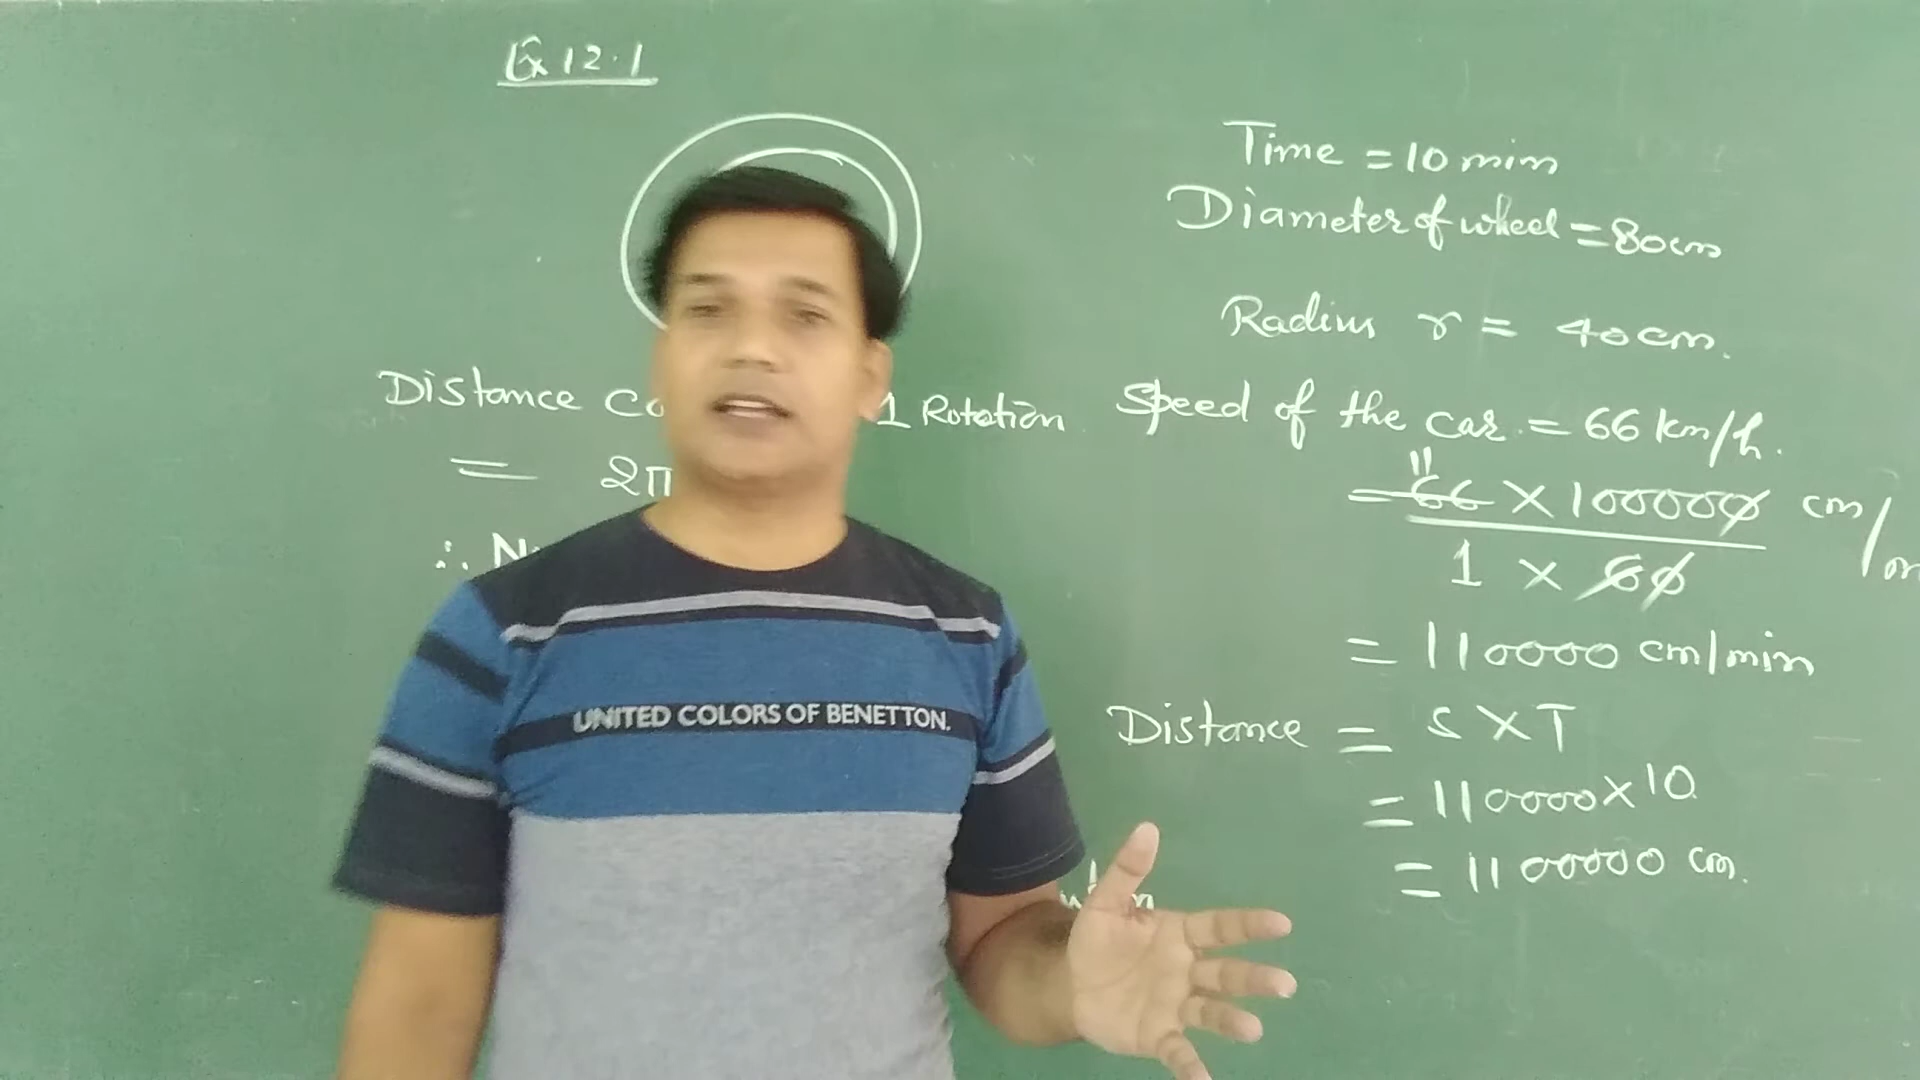 Ex 12.1
Time = 10 min
Diameter of wheel = 80cm
Radius r = 40cm.
Distance Co 1 Rotation
= 2π
∴ N
Speed of the car. = 66 km/h.
11
= 66 X 100000 cm/
1 X 60
= 110000 cm/min
Distance = S X T
= 110000 X 10
= 1100000 cm.
UNITED COLORS OF BENETTON.